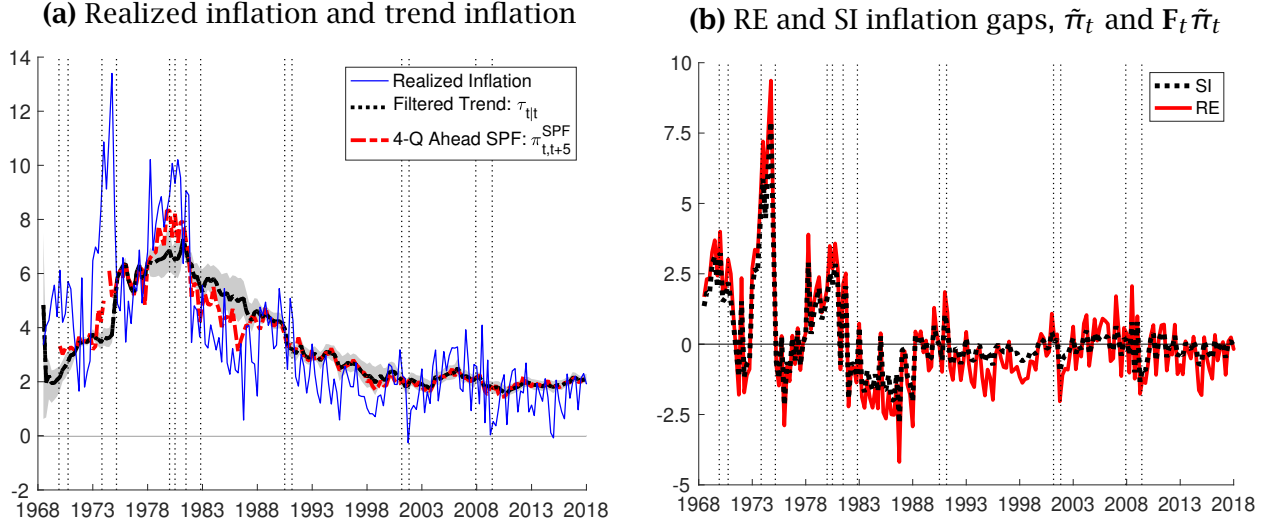 (a) Realized inflation and trend inflation
14
12
10
8
6
4
2
0
-2
1968 1973 1978 1983 1988 1993 1998 2003 2008 2013 2018
Realized Inflation
Filtered Trend: τt|t
4-Q Ahead SPF: πSPFt,t+5
(b) RE and SI inflation gaps, π̃t and Ftπ̃t
10
7.5
5
2.5
0
-2.5
-5
1968 1973 1978 1983 1988 1993 1998 2003 2008 2013 2018
SI
RE